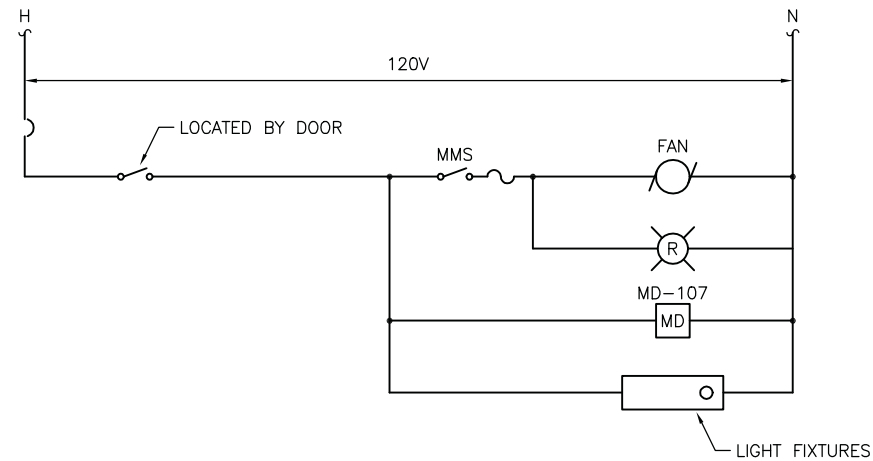 H
N
120V
LOCATED BY DOOR
MMS
FAN
R
MD-107
MD
LIGHT FIXTURES